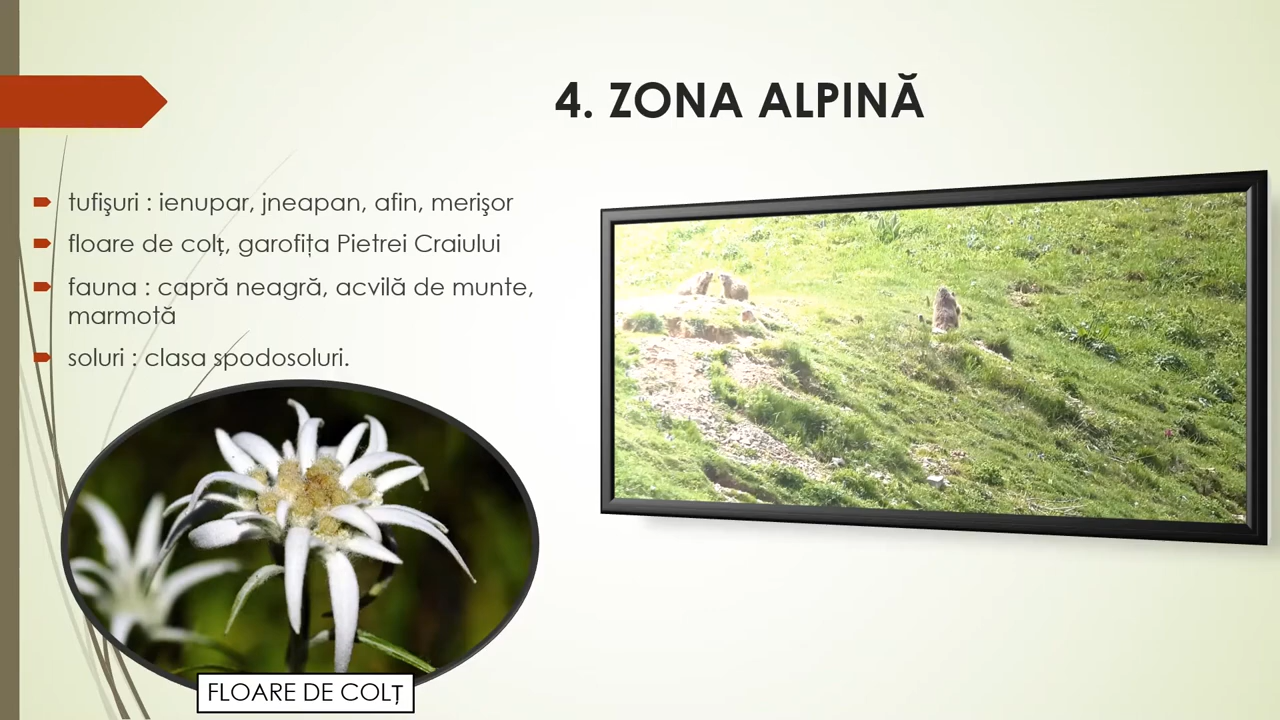 4. ZONA ALPINĂ
tufişuri : ienupar, jneapan, afin, merişor
floare de colț, garofița Pietrei Craiului
fauna : capră neagră, acvilă de munte,
marmotă
soluri : clasa spodosoluri.
FLOARE DE COLȚ